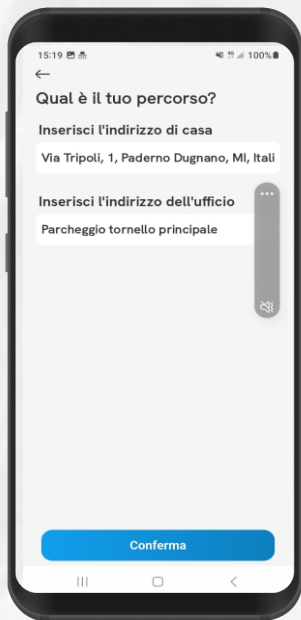 15:19 100%
Qual è il tuo percorso?
Inserisci l'indirizzo di casa
Via Tripoli, 1, Paderno Dugnano, MI, Itali
Inserisci l'indirizzo dell'ufficio
Parcheggio tornello principale
Conferma